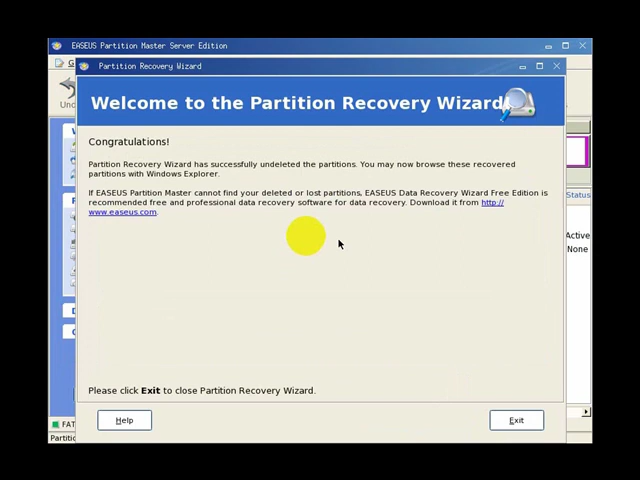 EASEUS Partition Master Server Edition
Partition Recovery Wizard
Welcome to the Partition Recovery Wizard
Congratulations!
Partition Recovery Wizard has successfully undeleted the partitions. You may now browse these recovered
partitions with Windows Explorer.
If EASEUS Partition Master cannot find your deleted or lost partitions, EASEUS Data Recovery Wizard Free Edition is
recommended free and professional data recovery software for data recovery. Download it from http://
www.easeus.com.
Status
Active
None
Please click Exit to close Partition Recovery Wizard.
Help
Exit
FAT